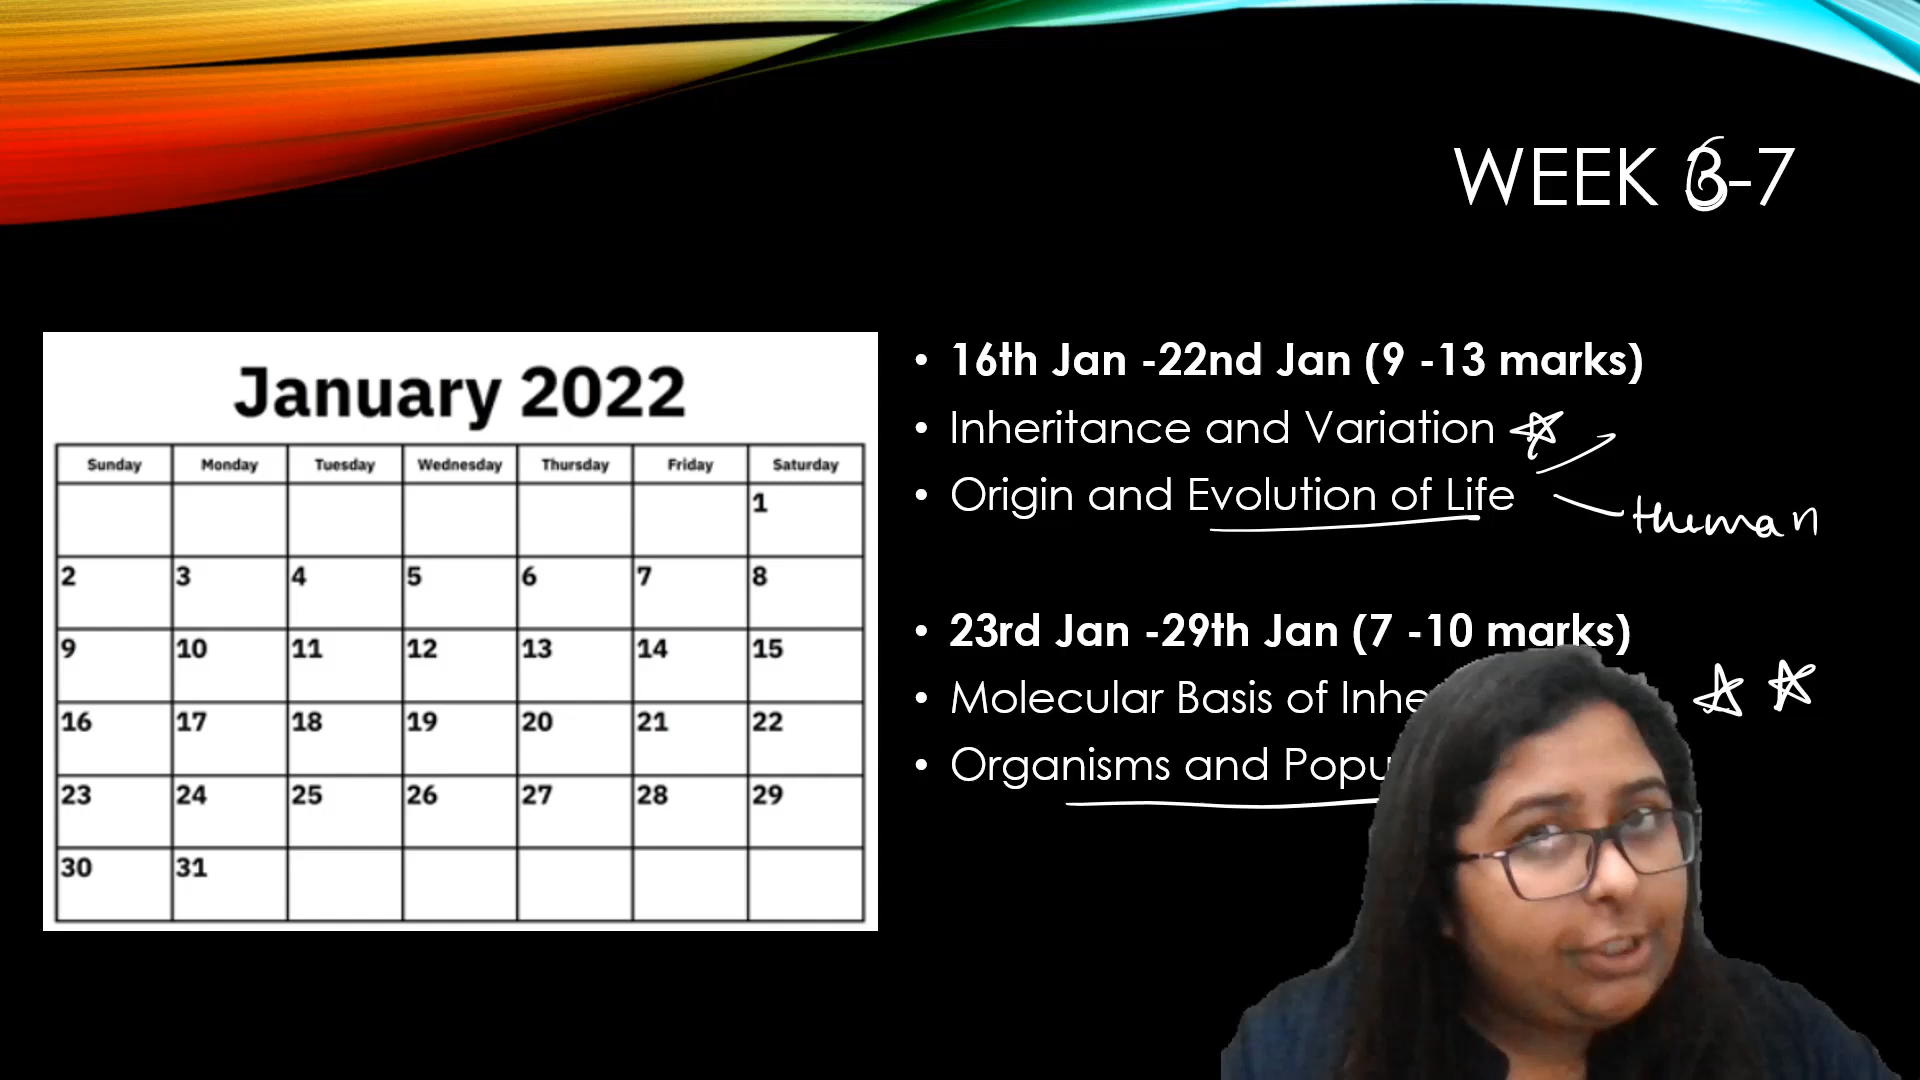 WEEK 6-7
January 2022
Sunday Monday Tuesday Wednesday Thursday Friday Saturday
1
2 3 4 5 6 7 8
9 10 11 12 13 14 15
16 17 18 19 20 21 22
23 24 25 26 27 28 29
30 31
• 16th Jan -22nd Jan (9 -13 marks)
• Inheritance and Variation
• Origin and Evolution of Life
Human
• 23rd Jan -29th Jan (7 -10 marks)
• Molecular Basis of Inhe
• Organisms and Popu